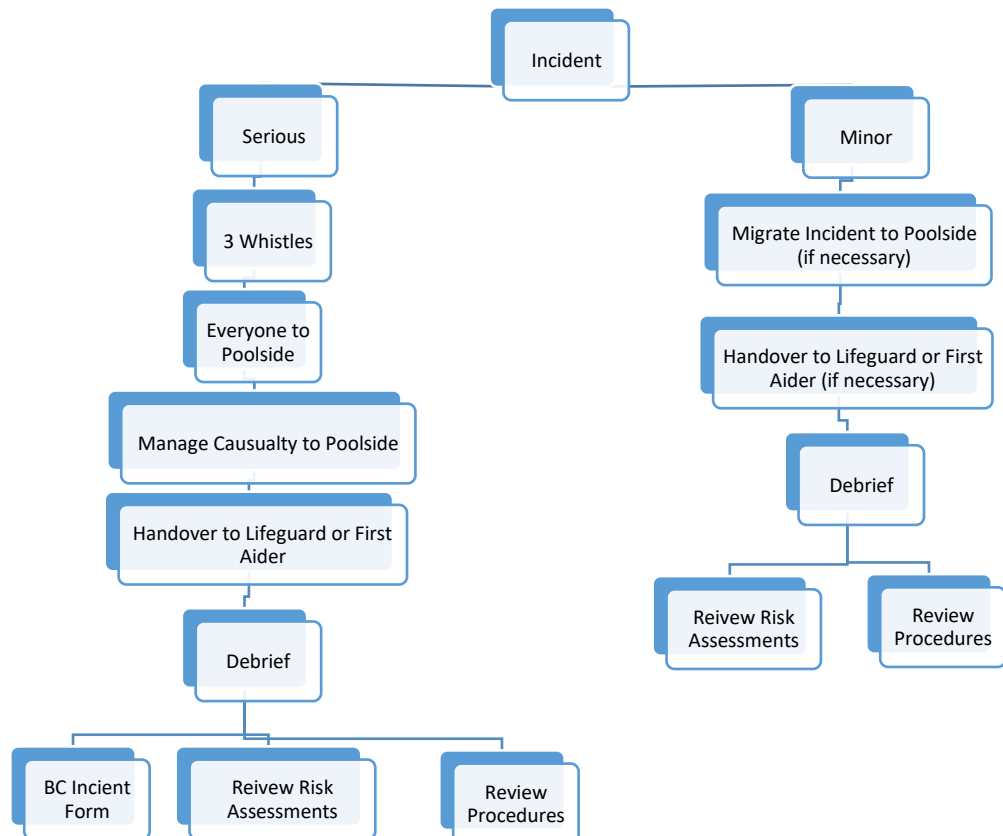 Incident
Serious
3 Whistles
Everyone to
Poolside
Manage Causualty to Poolside
Handover to Lifeguard or First
Aider
Debrief
BC Incient
Form
Reivew Risk
Assessments
Review
Procedures
Minor
Migrate Incident to Poolside
(if necessary)
Handover to Lifeguard or First
Aider (if necessary)
Debrief
Reivew Risk
Assessments
Review
Procedures